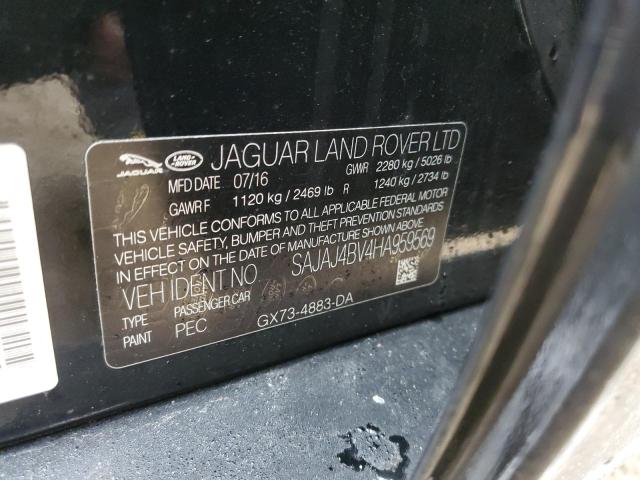 JAGUAR
LAND ROVER
JAGUAR LAND ROVER LTD
MFD DATE 07/16 GVWR 2280 kg / 5026 lb
GAWR F 1120 kg / 2469 lb R 1240 kg / 2734 lb
THIS VEHICLE CONFORMS TO ALL APPLICABLE FEDERAL MOTOR
VEHICLE SAFETY, BUMPER AND THEFT PREVENTION STANDARDS
IN EFFECT ON THE DATE OF MANUFACTURE SHOWN ABOVE.
VEH IDENT NO SAJAJ4BV4HA959569
TYPE PASSENGER CAR
PAINT PEC GX73-4883-DA